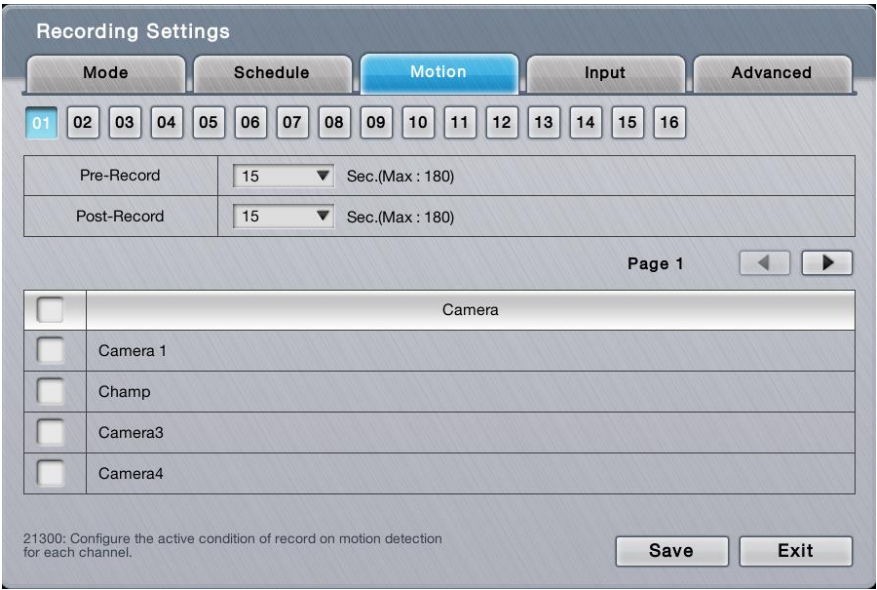 Recording Settings
Mode Schedule Motion Input Advanced
01 02 03 04 05 06 07 08 09 10 11 12 13 14 15 16
Pre-Record 15 Sec.(Max : 180)
Post-Record 15 Sec.(Max : 180)
Page 1
Camera
Camera 1
Champ
Camera3
Camera4
21300: Configure the active condition of record on motion detection
for each channel.
Save Exit